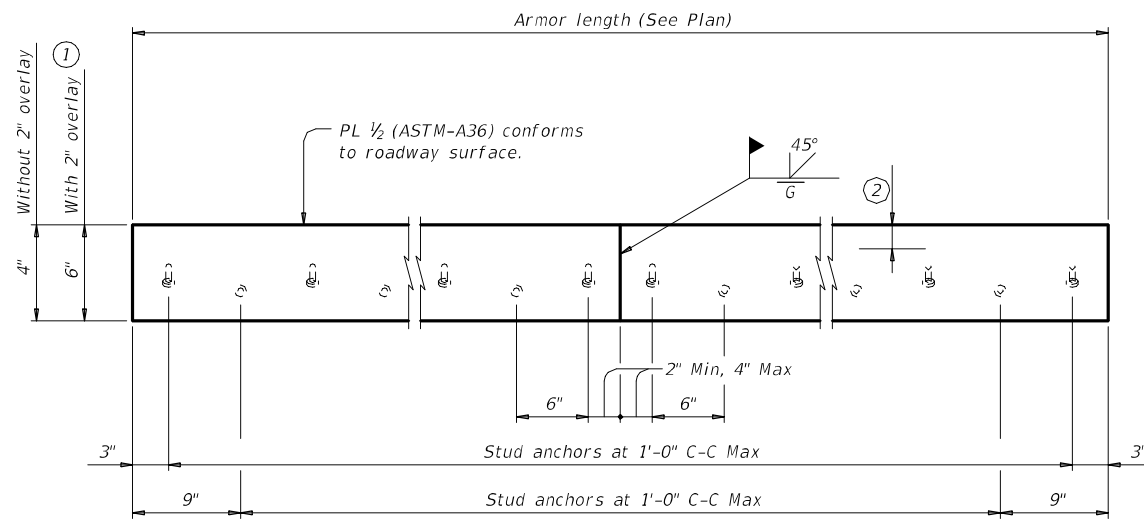 Armor length (See Plan)
Without 2" overlay
With 2" overlay
1
PL ½ (ASTM-A36) conforms
to roadway surface.
45°
G
2
4"
6"
2" Min, 4" Max
6"
6"
3"
Stud anchors at 1'-0" C-C Max
3"
9"
Stud anchors at 1'-0" C-C Max
9"